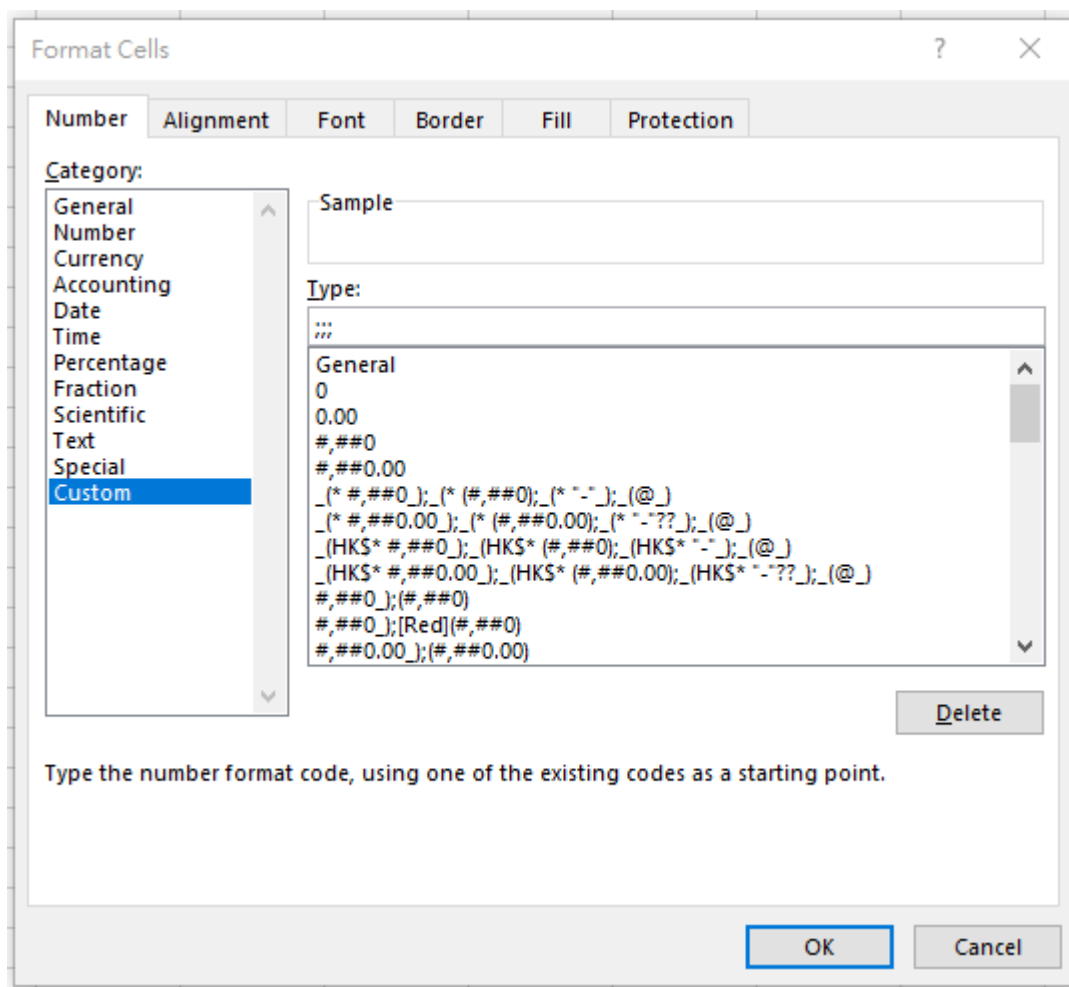 Format Cells ? ×
Number Alignment Font Border Fill Protection
Category:
General
Number
Currency
Accounting
Date
Time
Percentage
Fraction
Scientific
Text
Special
Custom
Sample
Type:
;;;
General
0
0.00
#,##0
#,##0.00
_(* #,##0_);_(* (#,##0);_(* "-"_);_(@_)
_(* #,##0.00_);_(* (#,##0.00);_(* "-"??_);_(@_)
_(HK$* #,##0_);_(HK$* (#,##0);_(HK$* "-"_);_(@_)
_(HK$* #,##0.00_);_(HK$* (#,##0.00);_(HK$* "-"??_);_(@_)
#,##0_);(#,##0)
#,##0_);[Red](#,##0)
#,##0.00_);(#,##0.00)
Delete
Type the number format code, using one of the existing codes as a starting point.
OK Cancel